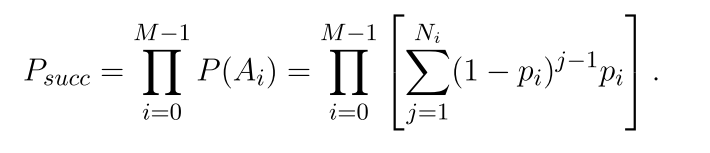 $$P_{succ} = \prod_{i=0}^{M-1} P(A_i) = \prod_{i=0}^{M-1} \left[ \sum_{j=1}^{N_i} (1 - p_i)^{j-1} p_i \right].$$